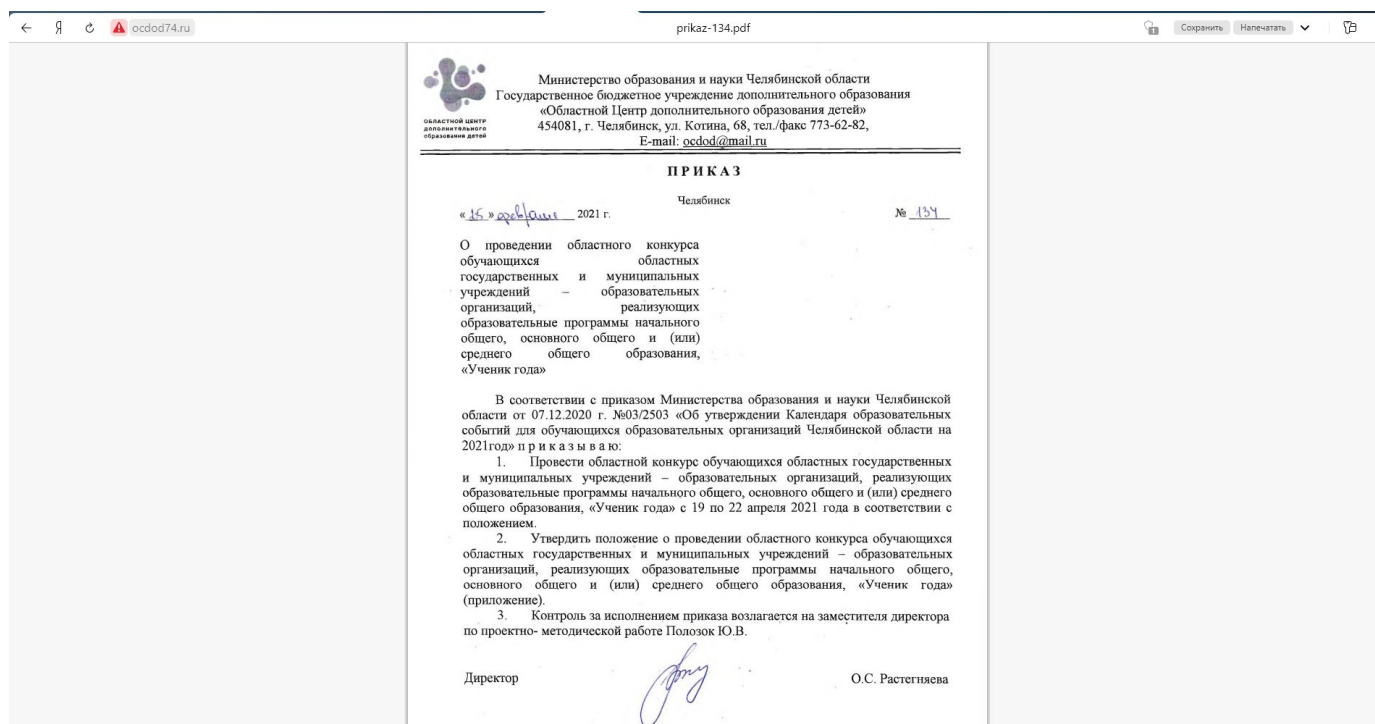 ocdod74.ru
prikaz-134.pdf
1
Сохранить
Напечатать
ОБЛАСТНОЙ ЦЕНТР
дополнительного
образования детей
Министерство образования и науки Челябинской области
Государственное бюджетное учреждение дополнительного образования
«Областной Центр дополнительного образования детей»
454081, г. Челябинск, ул. Котина, 68, тел./факс 773-62-82,
E-mail: ocdod@mail.ru
ПРИКАЗ
Челябинск
« 15 » февраля 2021 г.
№ 134
О проведении областного конкурса
обучающихся областных
государственных и муниципальных
учреждений – образовательных
организаций, реализующих
образовательные программы начального
общего, основного общего и (или)
среднего общего образования,
«Ученик года»
В соответствии с приказом Министерства образования и науки Челябинской
области от 07.12.2020 г. №03/2503 «Об утверждении Календаря образовательных
событий для обучающихся образовательных организаций Челябинской области на
2021год» п р и к а з ы в а ю:
1. Провести областной конкурс обучающихся областных государственных
и муниципальных учреждений – образовательных организаций, реализующих
образовательные программы начального общего, основного общего и (или) среднего
общего образования, «Ученик года» с 19 по 22 апреля 2021 года в соответствии с
положением.
2. Утвердить положение о проведении областного конкурса обучающихся
областных государственных и муниципальных учреждений – образовательных
организаций, реализующих образовательные программы начального общего,
основного общего и (или) среднего общего образования, «Ученик года»
(приложение).
3. Контроль за исполнением приказа возлагается на заместителя директора
по проектно- методической работе Полозок Ю.В.
Директор
О.С. Растегняева